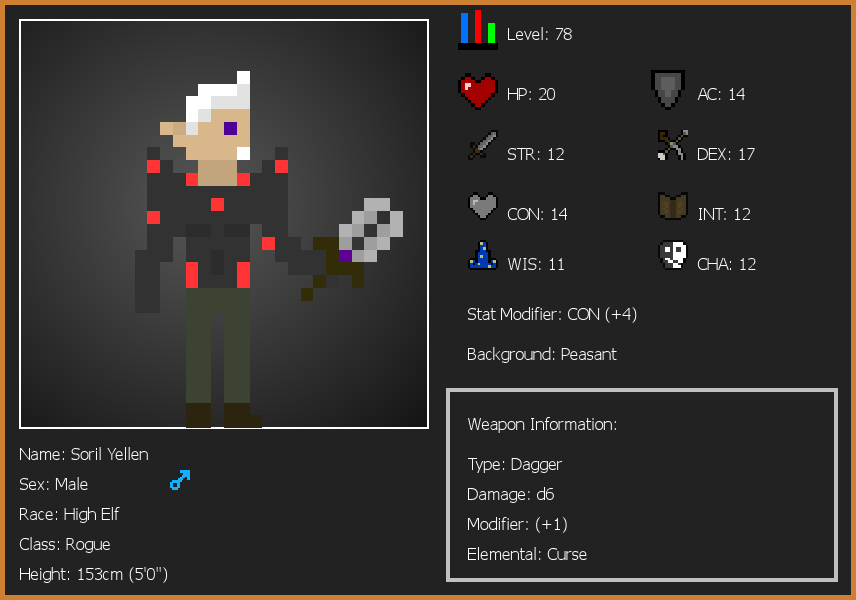 Level: 78
HP: 20
AC: 14
STR: 12
DEX: 17
CON: 14
INT: 12
WIS: 11
CHA: 12
Stat Modifier: CON (+4)
Background: Peasant
Weapon Information:
Type: Dagger
Damage: d6
Modifier: (+1)
Elemental: Curse
Name: Soril Yellen
Sex: Male
Race: High Elf
Class: Rogue
Height: 153cm (5'0")